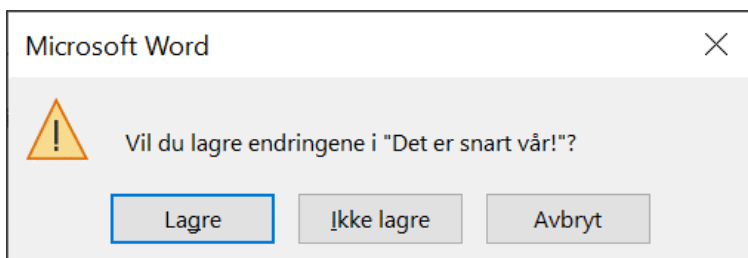 Microsoft Word
Vil du lagre endringene i "Det er snart vår!"?
Lagre Ikke lagre Avbryt